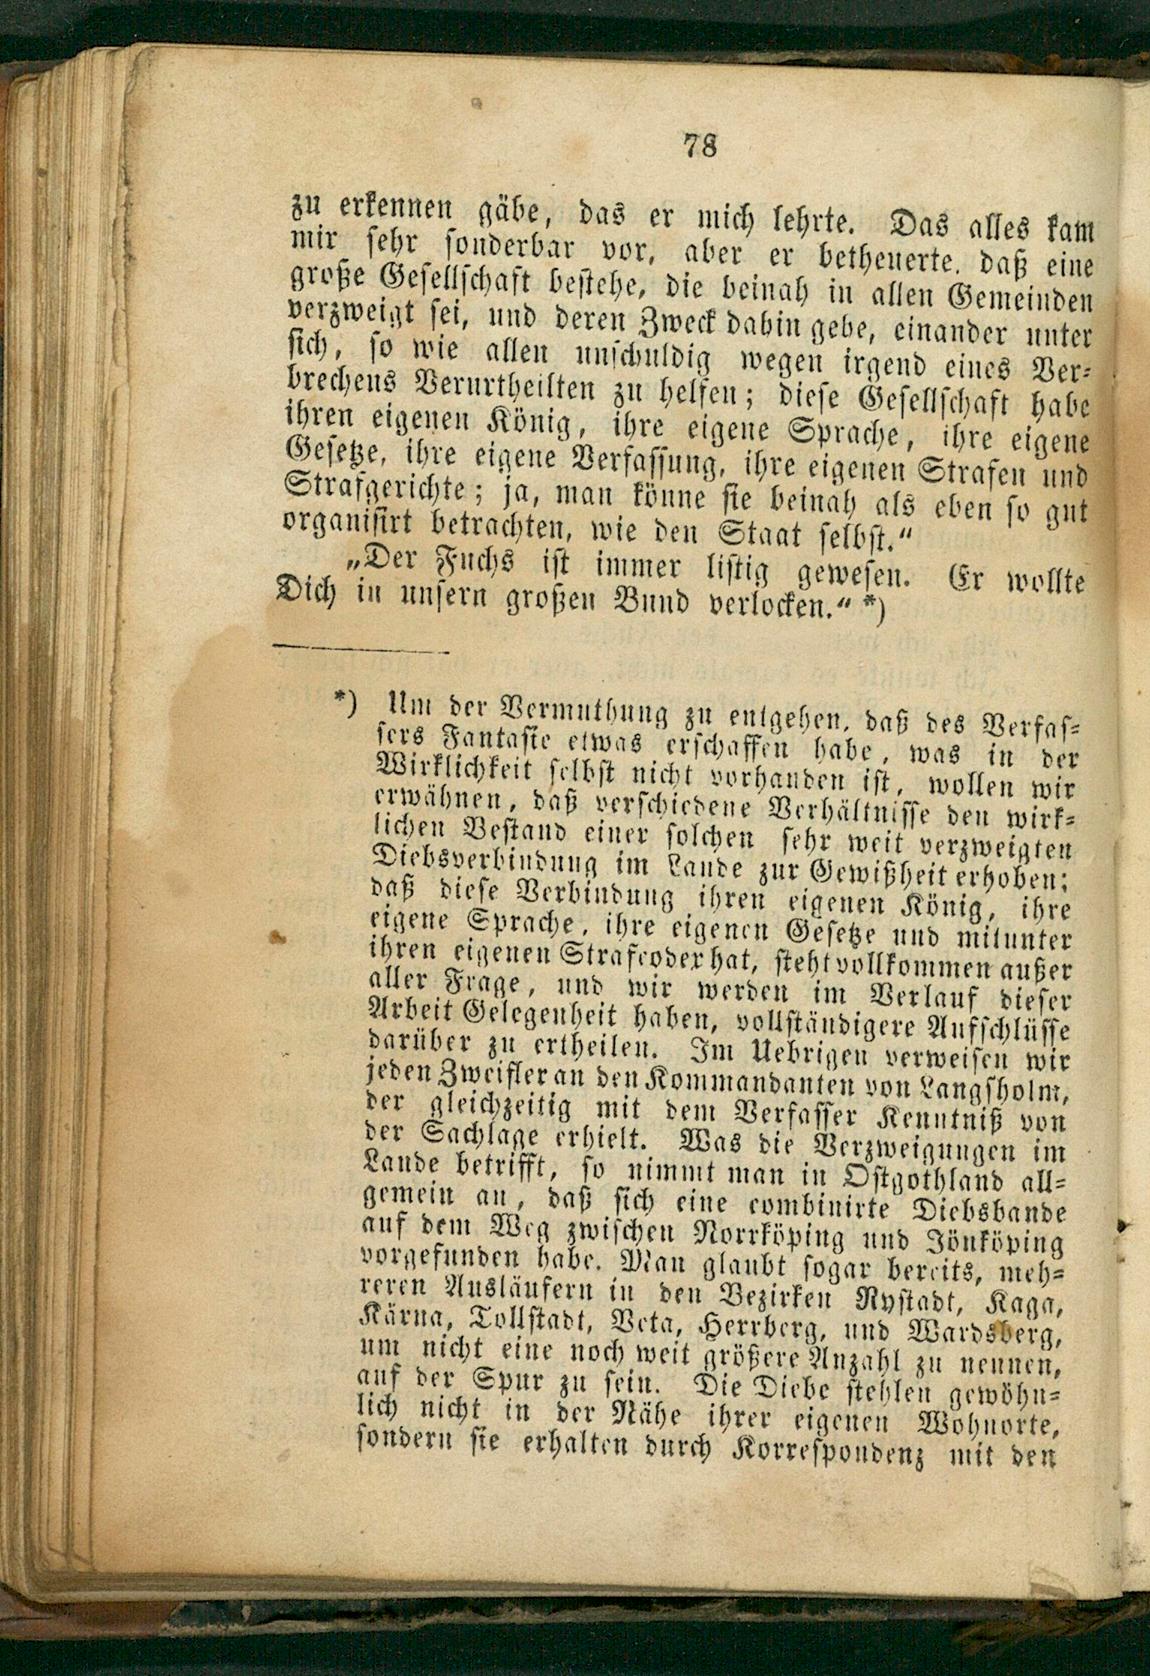 78
zu erkennen gäbe, das er mich lehrte. Das alles kam
mir sehr sonderbar vor, aber er betheuerte, daß eine
große Gesellschaft bestehe, die beinah in allen Gemeinden
verzweigt sei, und deren Zweck dahin gehe, einander unter
sich, so wie allen unschuldig wegen irgend eines Ver-
brechens Verurtheilten zu helfen; diese Gesellschaft habe
ihren eigenen König, ihre eigene Sprache, ihre eigene
Gesetze, ihre eigene Verfassung, ihre eigenen Strafen und
Strafgerichte; ja, man könne sie beinah als eben so gut
organisirt betrachten, wie den Staat selbst.“
„Der Fuchs ist immer listig gewesen. Er wollte
Dich in unsern großen Bund verlocken.“ *)
*) Um der Vermuthung zu entgehen, daß des Verfas-
sers Fantasie etwas erschaffen habe, was in der
Wirklichkeit selbst nicht vorhanden ist, wollen wir
erwähnen, daß verschiedene Verhältnisse den wirk-
lichen Bestand einer solchen sehr weit verzweigten
Diebsverbindung im Lande zur Gewißheit erhoben;
daß diese Verbindung ihren eigenen König, ihre
eigene Sprache, ihre eigenen Gesetze und mitunter
ihren eigenen Strafcodex hat, steht vollkommen außer
aller Frage, und wir werden im Verlauf dieser
Arbeit Gelegenheit haben, vollständigere Aufschlüsse
darüber zu ertheilen. Im Uebrigen verweisen wir
jeden Zweifler an den Kommandanten von Langsholm,
der gleichzeitig mit dem Verfasser Kenntniß von
der Sachlage erhielt. Was die Verzweigungen im
Lande betrifft, so nimmt man in Ostgothland all-
gemein an, daß sich eine combinirte Diebsbande
auf dem Weg zwischen Norrköping und Jönköping
vorgefunden habe. Man glaubt sogar bereits, meh-
reren Ausläufern in den Bezirken Nystadt, Kaga,
Kärna, Tollstadt, Veta, Herrberg, und Wardsberg,
um nicht eine noch weit größere Anzahl zu nennen,
auf der Spur zu sein. Die Diebe stehlen gewöhn-
lich nicht in der Nähe ihrer eigenen Wohnorte,
sondern sie erhalten durch Korrespondenz mit den